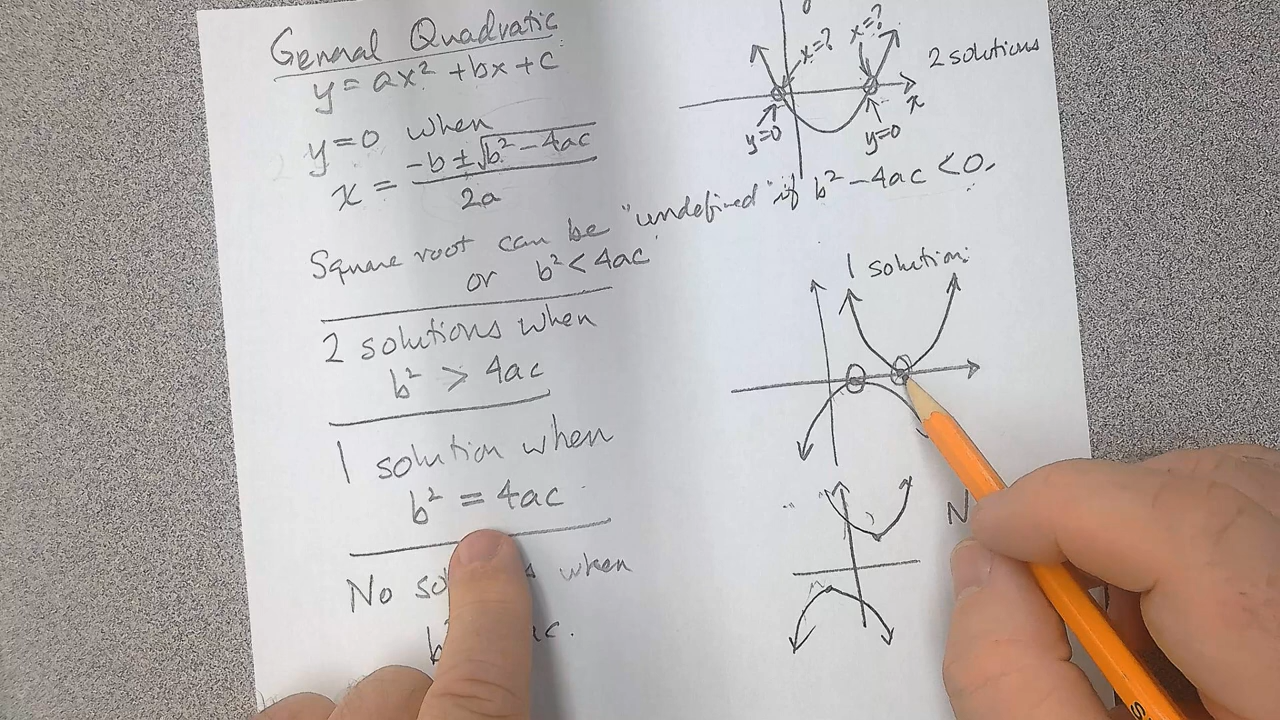 General Quadratic:
y = ax² + bx + c
y=0 when
x = -b ± √b² - 4ac
2a
Square root can be "undefined" if b² - 4ac < 0.
or b² < 4ac
2 solutions when
b² > 4ac
1 solution when
b² = 4ac
No when
b² ac.
x=? x=?
2 solutions
x
y=0 y=0
1 solution:
N